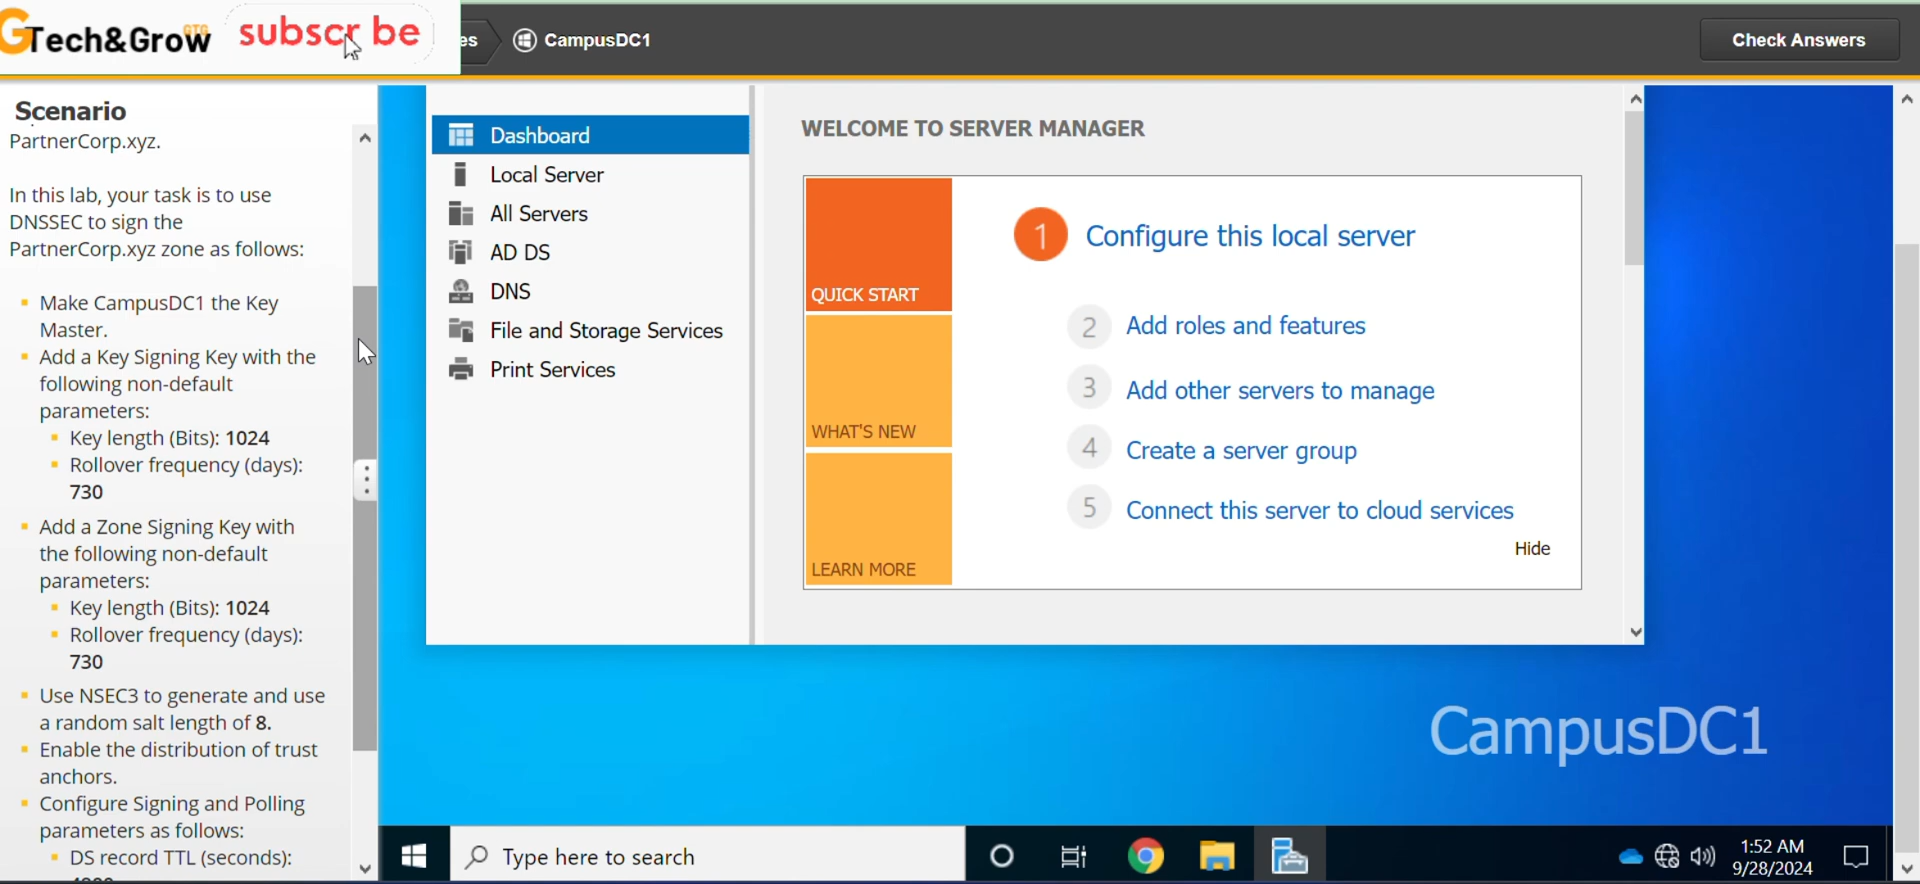 Tech&Grow
GTG
subscr be
es
CampusDC1
Check Answers
Scenario
PartnerCorp.xyz.
In this lab, your task is to use
DNSSEC to sign the
PartnerCorp.xyz zone as follows:
Make CampusDC1 the Key
Master.
Add a Key Signing Key with the
following non-default
parameters:
Key length (Bits): 1024
Rollover frequency (days):
730
Add a Zone Signing Key with
the following non-default
parameters:
Key length (Bits): 1024
Rollover frequency (days):
730
Use NSEC3 to generate and use
a random salt length of 8.
Enable the distribution of trust
anchors.
Configure Signing and Polling
parameters as follows:
DS record TTL (seconds):
Dashboard
Local Server
All Servers
AD DS
DNS
File and Storage Services
Print Services
WELCOME TO SERVER MANAGER
QUICK START
WHAT'S NEW
LEARN MORE
1 Configure this local server
2 Add roles and features
3 Add other servers to manage
4 Create a server group
5 Connect this server to cloud services
Hide
CampusDC1
Type here to search
1:52 AM
9/28/2024